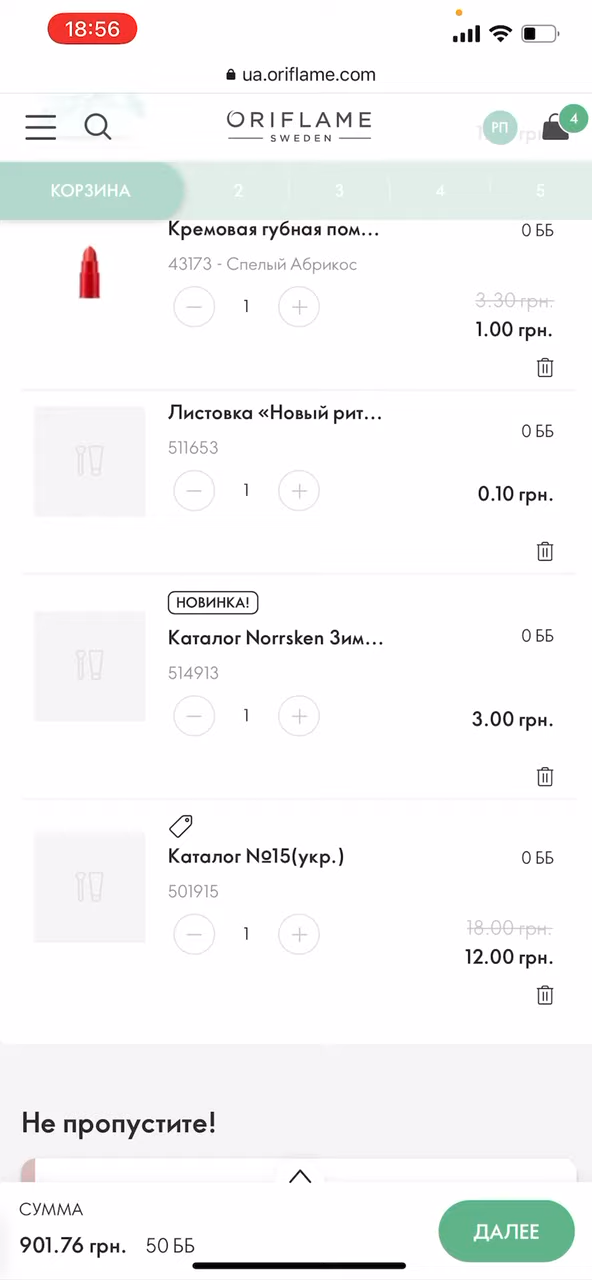 18:56
ua.oriflame.com
ORIFLAME
SWEDEN
РП
4
КОРЗИНА
2
3
4
5
Кремовая губная пом...
0 ББ
43173 - Спелый Абрикос
1
3.30 грн.
1.00 грн.
Листовка «Новый рит...
0 ББ
511653
1
0.10 грн.
НОВИНКА!
Каталог Norrsken Зим...
0 ББ
514913
1
3.00 грн.
Каталог №15(укр.)
0 ББ
501915
1
18.00 грн.
12.00 грн.
Не пропустите!
СУММА
901.76 грн.
50 ББ
ДАЛЕЕ